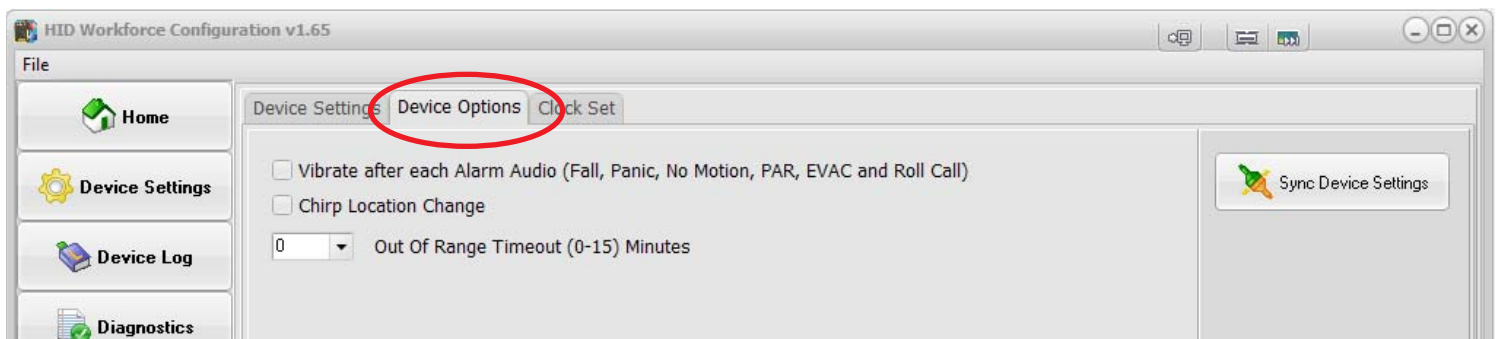 HID Workforce Configuration v1.65
File
Home
Device Settings
Device Log
Diagnostics
Device Settings Device Options Clock Set
Vibrate after each Alarm Audio (Fall, Panic, No Motion, PAR, EVAC and Roll Call)
Chirp Location Change
0 Out Of Range Timeout (0-15) Minutes
Sync Device Settings